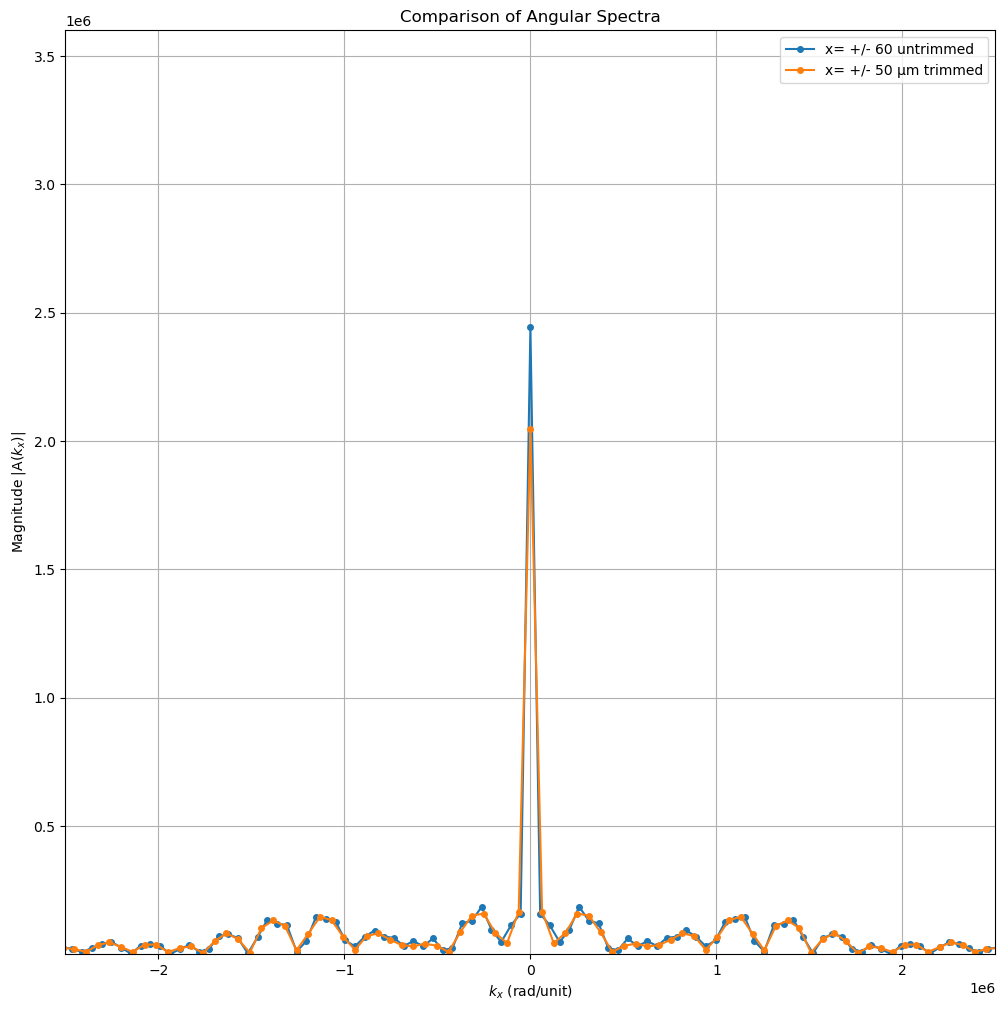 Comparison of Angular Spectra
1e6
x= +/- 60 untrimmed
x= +/- 50 µm trimmed
3.5
3.0
2.5
2.0
1.5
1.0
0.5
Magnitude |A(kₓ)|
−2
−1
0
1
2
1e6
kₓ (rad/unit)